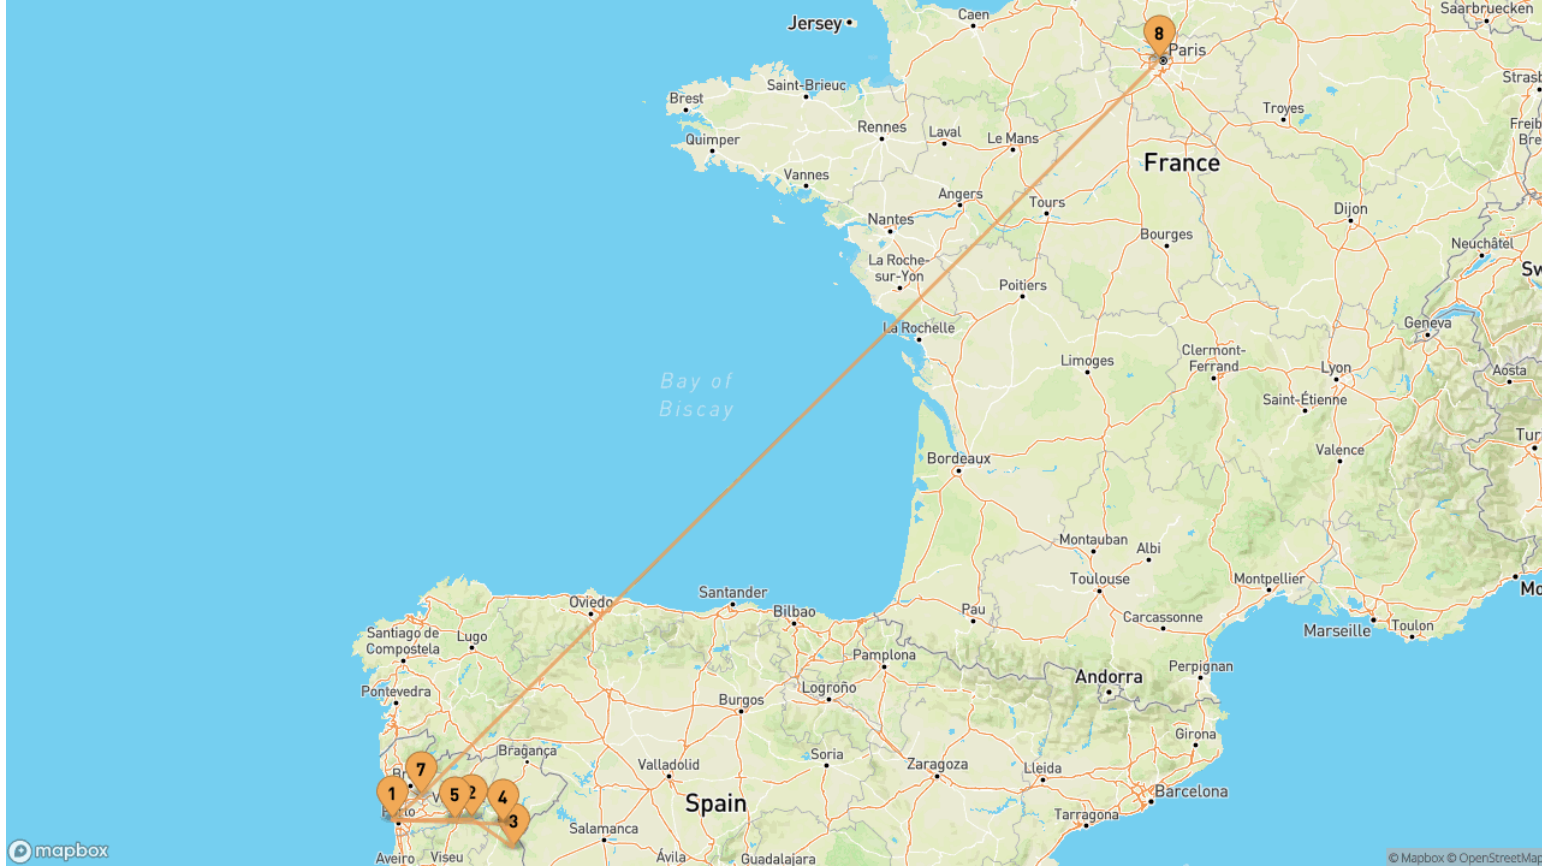 Jersey
Caen
Saarbruecken
8
Paris
Strasb
Brest
Saint-Brieuc
Troyes
Rennes
Laval
Le Mans
Freib
Bre
Quimper
France
Vannes
Angers
Tours
Dijon
Nantes
Bourges
Neuchâtel
La Roche-
sur-Yon
Sw
Poitiers
La Rochelle
Geneva
Clermont-
Ferrand
Limoges
Lyon
Aosta
Bay of
Biscay
Saint-Étienne
Tur
Valence
Bordeaux
Montauban
Albi
Toulouse
Montpellier
Mo
Santander
Oviedo
Bilbao
Pau
Carcassonne
Marseille
Toulon
Santiago de
Compostela
Lugo
Pamplona
Perpignan
Andorra
Pontevedra
Logroño
Burgos
Girona
Bragança
Soria
Zaragoza
Lleida
Valladolid
7
Br
V
1
5
2
4
3
Barcelona
Spain
Porto
Tarragona
Salamanca
Aveiro
Viseu
Ávila
Guadalajara
mapbox
© Mapbox © OpenStreetMap